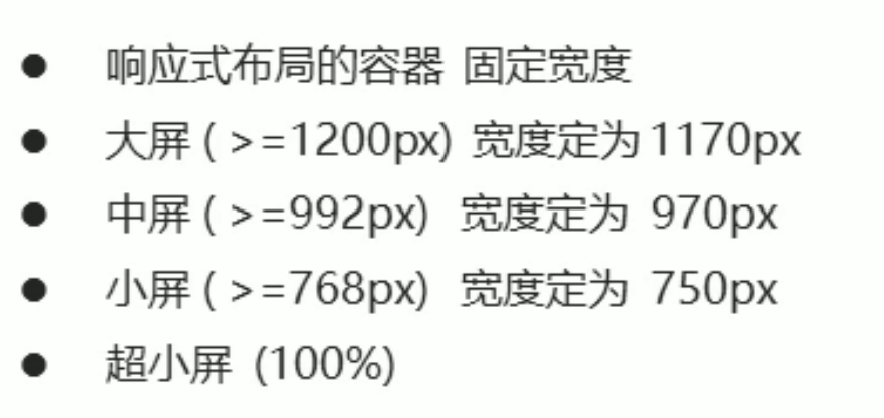 ● 响应式布局的容器 固定宽度
● 大屏 ( >=1200px) 宽度定为 1170px
● 中屏 ( >=992px) 宽度定为 970px
● 小屏 ( >=768px) 宽度定为 750px
● 超小屏 (100%)